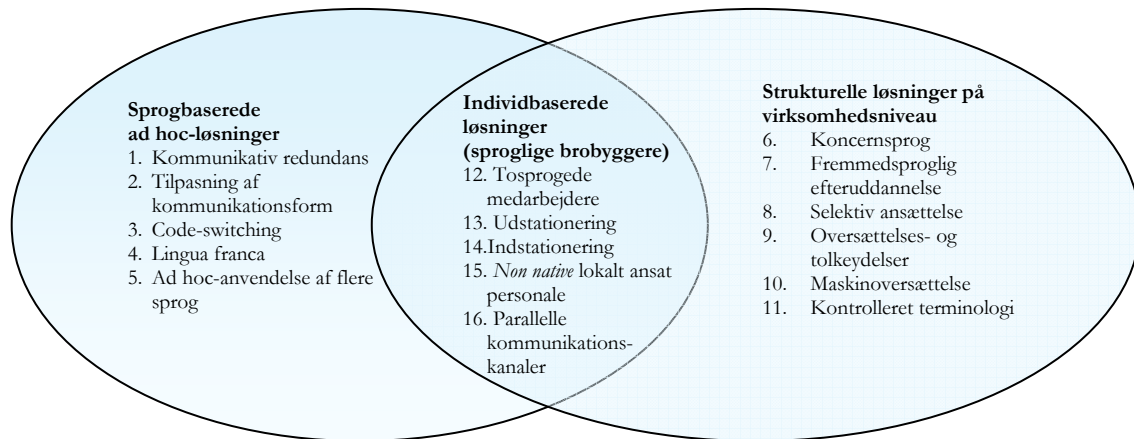 Sprogbaserede
ad hoc-løsninger
1. Kommunikativ redundans
2. Tilpasning af
kommunikationsform
3. Code-switching
4. Lingua franca
5. Ad hoc-anvendelse af flere
sprog
Individbaserede
løsninger
(sproglige brobyggere)
12. Tosprogede
medarbejdere
13. Udstationering
14.Indstationering
15. Non native lokalt ansat
personale
16. Parallelle
kommunikations-
kanaler
Strukturelle løsninger på
virksomhedsniveau
6. Koncernsprog
7. Fremmedsproglig
efteruddannelse
8. Selektiv ansættelse
9. Oversættelses- og
tolkeydelser
10. Maskinoversættelse
11. Kontrolleret terminologi